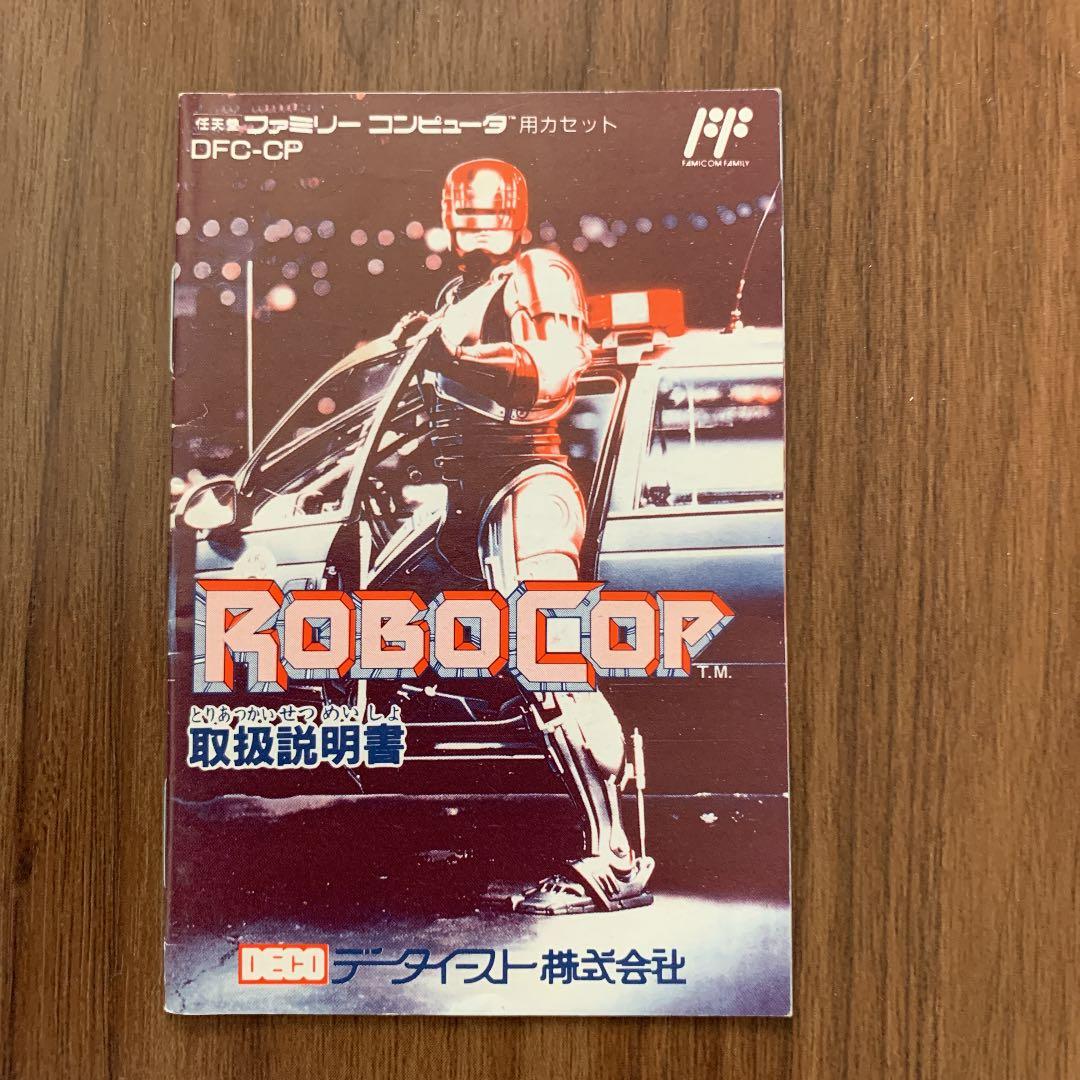 任天堂 ファミリー コンピュータ™用カセット
DFC-CP
FAMICOM FAMILY
ROBOCOP T.M.
とりあつかいせつめいしょ
取扱説明書
DECO データイースト株式会社